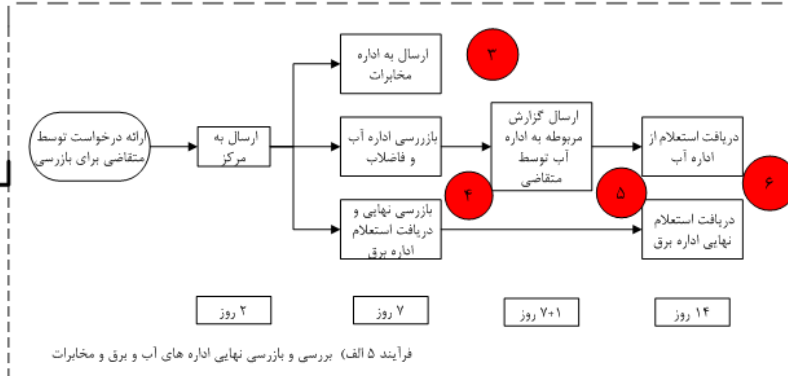 ارسال به اداره
مخابرات
۳
ارائه درخواست توسط
متقاضی برای بازرسی
ارسال به
مرکز
بازررسی اداره آب
و فاضلاب
ارسال گزارش
مربوطه به اداره
آب توسط
متقاضی
دریافت استعلام از
اداره آب
۴
۵
۶
بازرسی نهایی و
دریافت استعلام
اداره برق
دریافت استعلام
نهایی اداره برق
۲ روز
۷ روز
۷+۱ روز
۱۴ روز
فرآیند ۵ الف) بررسی و بازرسی نهایی اداره های آب و برق و مخابرات